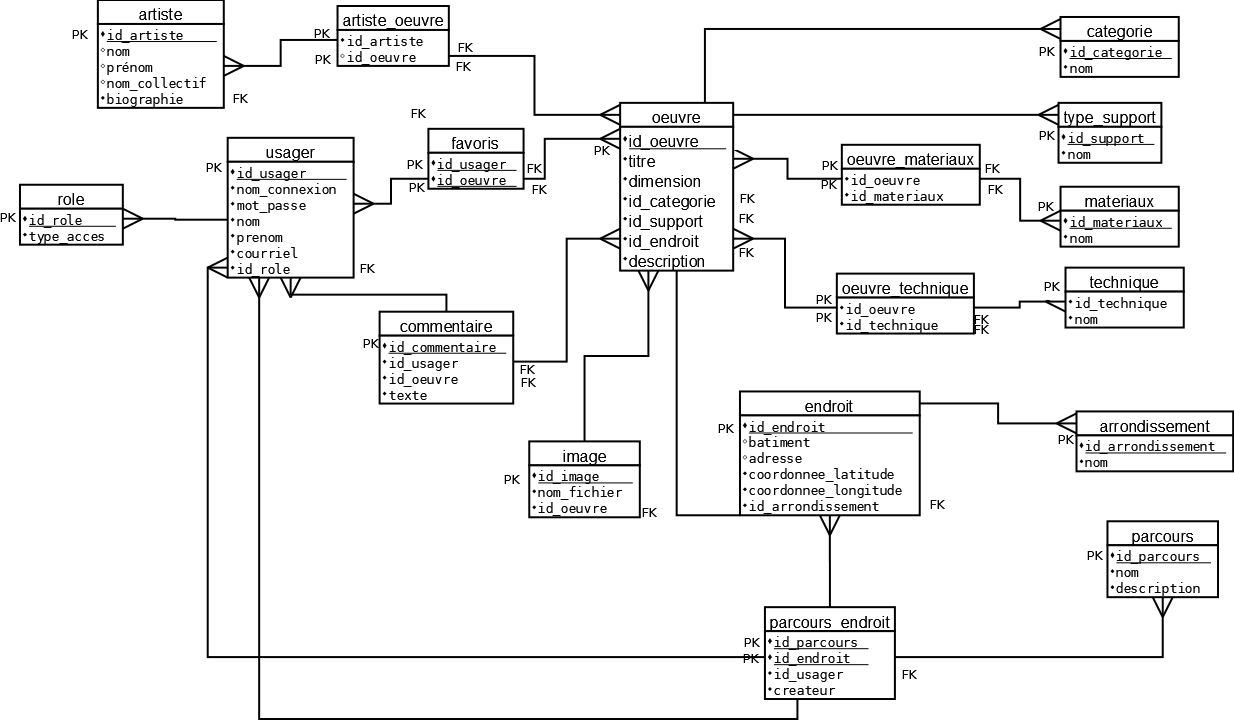 artiste
PK
id_artiste
nom
prénom
nom_collectif
biographie
FK
artiste_oeuvre
PK
id_artiste
PK
id_oeuvre
FK
FK
categorie
PK
id_categorie
nom
FK
favoris
PK
id_usager
FK
PK
id_oeuvre
FK
oeuvre
id_oeuvre
PK
titre
dimension
id_categorie
FK
id_support
FK
id_endroit
FK
description
type_support
PK
id_support
nom
oeuvre_materiaux
PK
FK
id_oeuvre
PK
FK
id_materiaux
materiaux
PK
id_materiaux
nom
usager
PK
id_usager
nom_connexion
mot_passe
nom
prenom
courriel
id_role
FK
role
PK
id_role
type_acces
oeuvre_technique
PK
id_oeuvre
PK
id_technique
FK
FK
technique
PK
id_technique
nom
commentaire
PK
id_commentaire
id_usager
id_oeuvre
texte
FK
FK
image
PK
id_image
nom_fichier
id_oeuvre
FK
endroit
PK
id_endroit
batiment
adresse
coordonnee_latitude
coordonnee_longitude
id_arrondissement
FK
arrondissement
PK
id_arrondissement
nom
parcours
PK
id_parcours
nom
description
parcours_endroit
PK
id_parcours
PK
id_endroit
id_usager
FK
createur